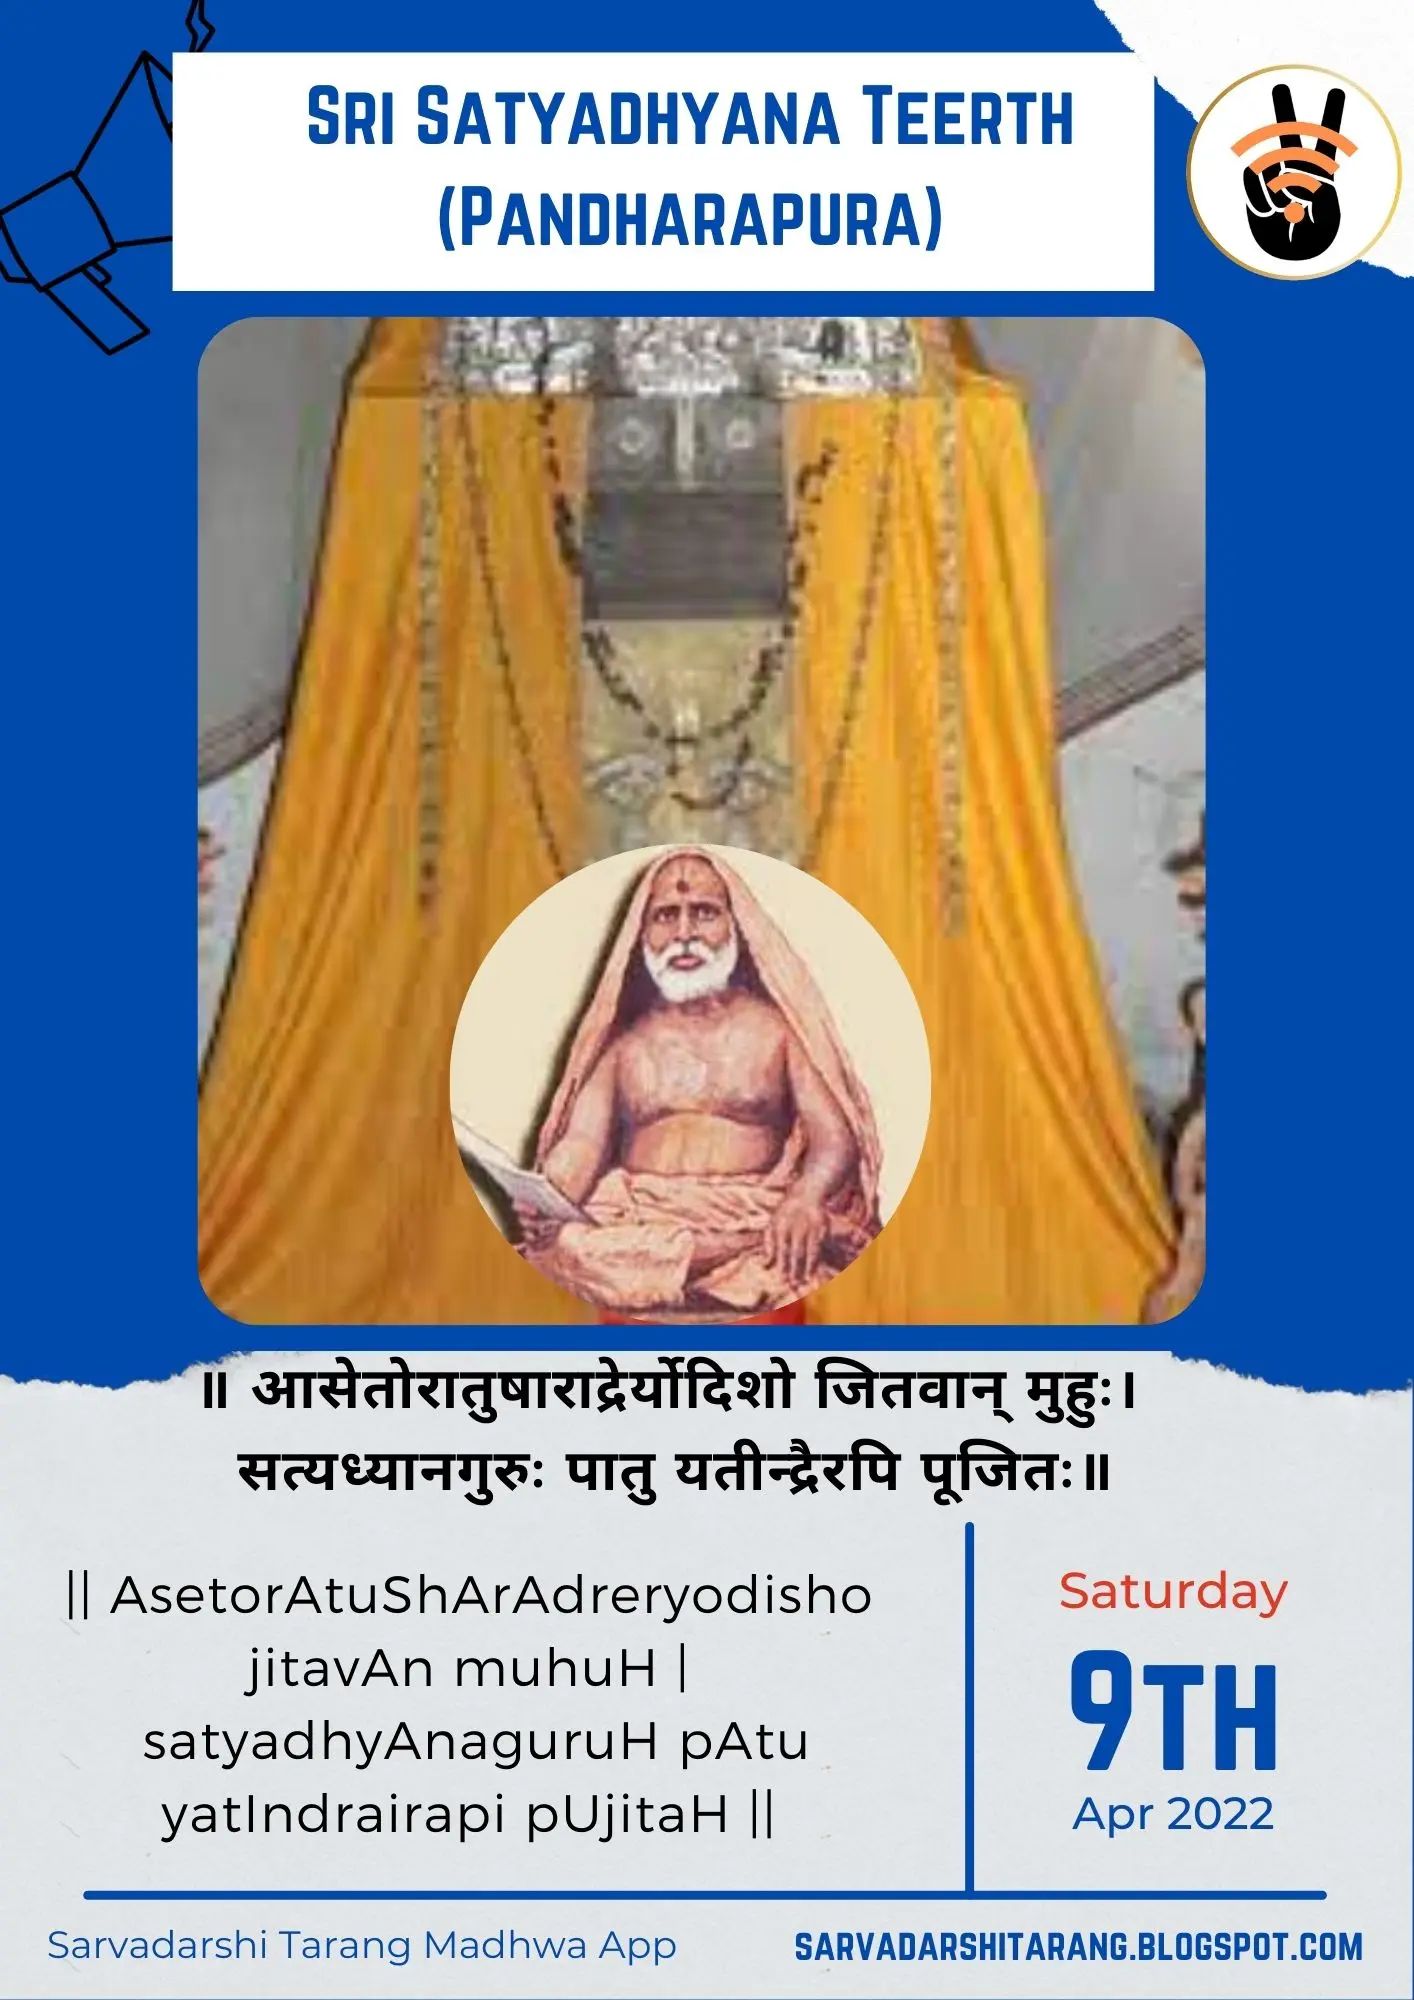 Sri Satyadhyana Teerth
(Pandharapura)
॥ आसेतोरातुषाराद्रेर्योदिशो जितवान् मुहुः।
सत्यध्यानगुरुः पातु यतीन्द्रैरपि पूजितः॥
|| AsetorAtuShArAdreryodisho
jitavAn muhuH |
satyadhyAnaguruH pAtu
yatIndrairapi pUjitaH ||
Saturday
9TH
Apr 2022
Sarvadarshi Tarang Madhwa App
SARVADARSHITARANG.BLOGSPOT.COM